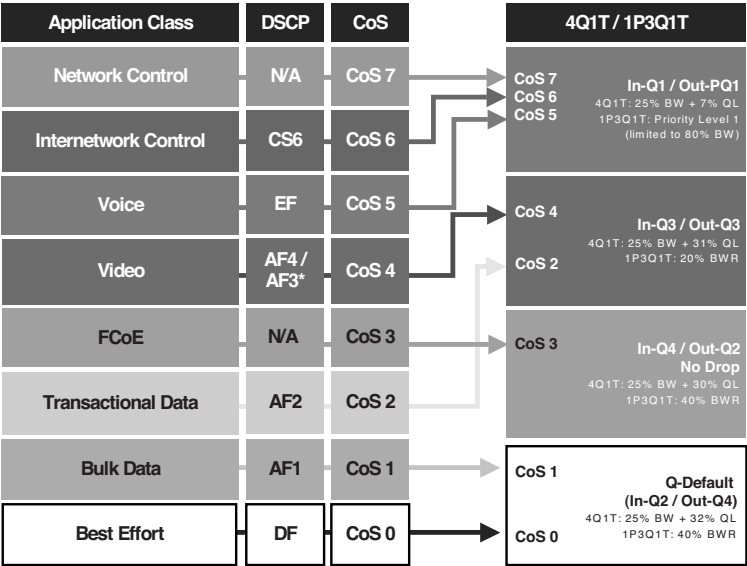 Application Class DSCP CoS 4Q1T / 1P3Q1T
Network Control N/A CoS 7
Internetwork Control CS6 CoS 6
Voice EF CoS 5
Video AF4 / AF3* CoS 4
FCoE N/A CoS 3
Transactional Data AF2 CoS 2
Bulk Data AF1 CoS 1
Best Effort DF CoS 0
CoS 7
CoS 6
CoS 5
In-Q1 / Out-PQ1
4Q1T: 25% BW + 7% QL
1P3Q1T: Priority Level 1
(limited to 80% BW)
CoS 4
CoS 2
In-Q3 / Out-Q3
4Q1T: 25% BW + 31% QL
1P3Q1T: 20% BWR
CoS 3
In-Q4 / Out-Q2
No Drop
4Q1T: 25% BW + 30% QL
1P3Q1T: 40% BWR
CoS 1
CoS 0
Q-Default
(In-Q2 / Out-Q4)
4Q1T: 25% BW + 32% QL
1P3Q1T: 40% BWR